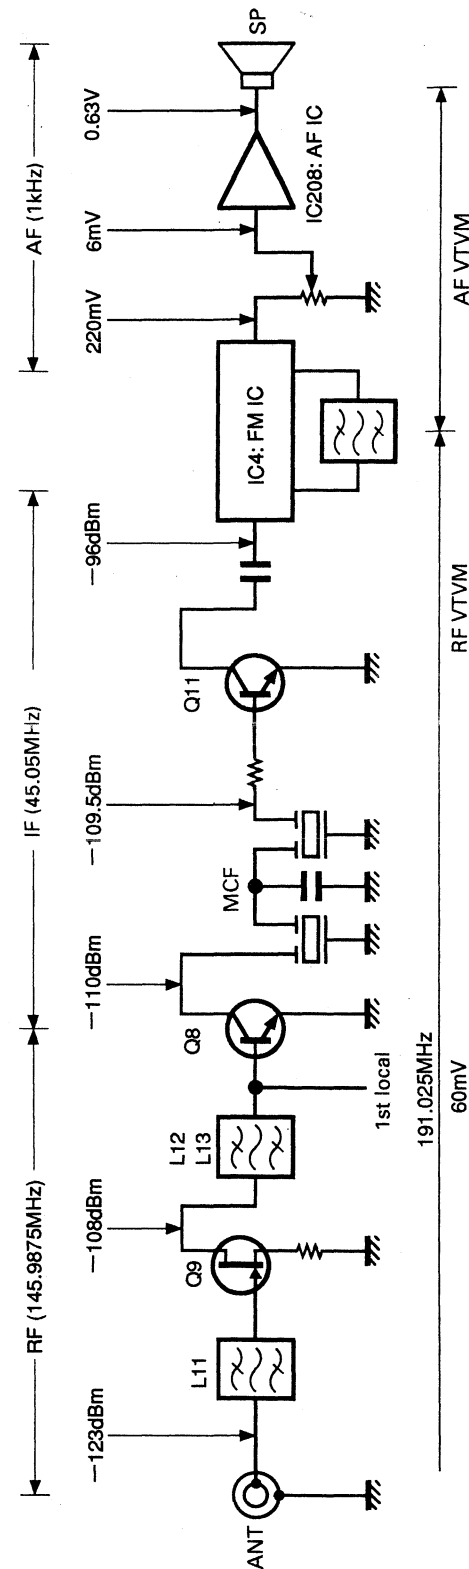 RF (145.9875MHz)
IF (45.05MHz)
AF (1kHz)
—123dBm
—108dBm
—110dBm
—109.5dBm
—96dBm
220mV
6mV
0.63V
ANT
L11
Q9
L12
L13
Q8
MCF
Q11
IC4: FM IC
IC208: AF IC
SP
1st local
191.025MHz
60mV
RF VTVM
AF VTVM